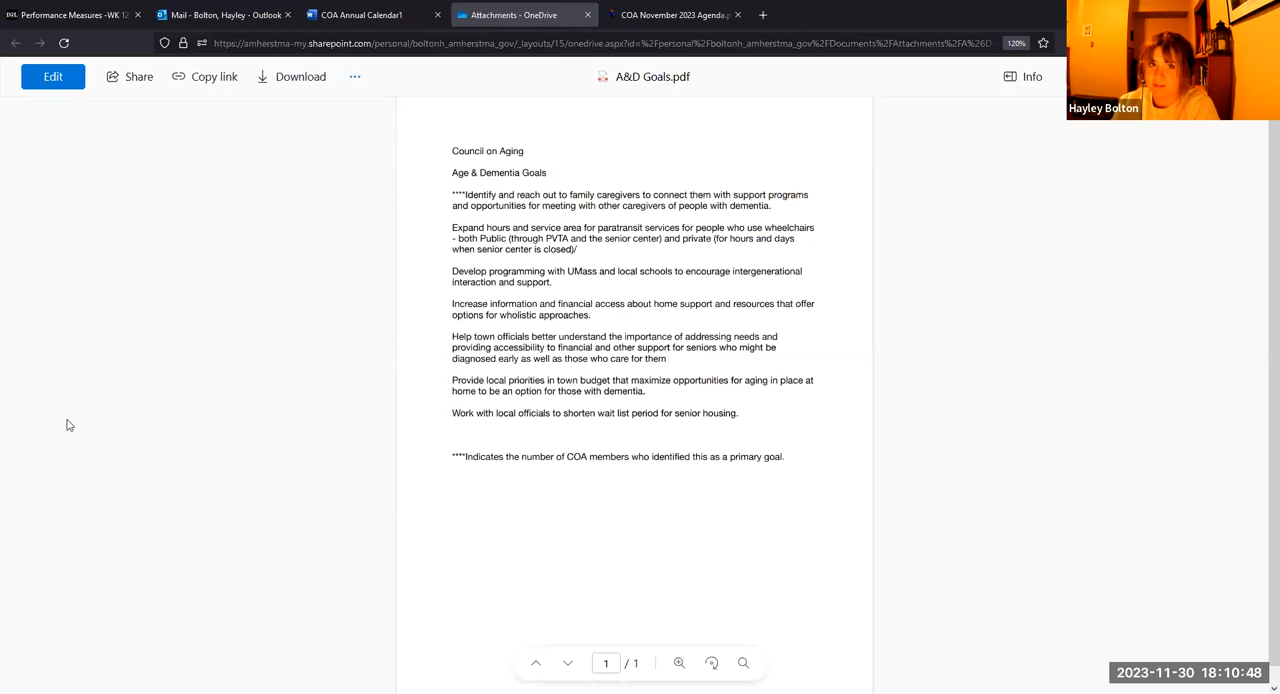 Performance Measures -WK 12
Mail - Bolton, Hayley - Outlook
COA Annual Calendar1
Attachments - OneDrive
COA November 2023 Agenda.p
https://amherstma-my.sharepoint.com/personal/boltonh_amherstma_gov/_layouts/15/onedrive.aspx?id=%2Fpersonal%2Fboltonh_amherstma_gov%2FDocuments%2FAttachments%2FA%26D
120%
Edit
Share
Copy link
Download
A&D Goals.pdf
Info
Hayley Bolton
Council on Aging
Age & Dementia Goals
****Identify and reach out to family caregivers to connect them with support programs
and opportunities for meeting with other caregivers of people with dementia.
Expand hours and service area for paratransit services for people who use wheelchairs
- both Public (through PVTA and the senior center) and private (for hours and days
when senior center is closed)/
Develop programming with UMass and local schools to encourage intergenerational
interaction and support.
Increase information and financial access about home support and resources that offer
options for wholistic approaches.
Help town officials better understand the importance of addressing needs and
providing accessibility to financial and other support for seniors who might be
diagnosed early as well as those who care for them
Provide local priorities in town budget that maximize opportunities for aging in place at
home to be an option for those with dementia.
Work with local officials to shorten wait list period for senior housing.
****Indicates the number of COA members who identified this as a primary goal.
1 / 1
2023-11-30 18:10:48